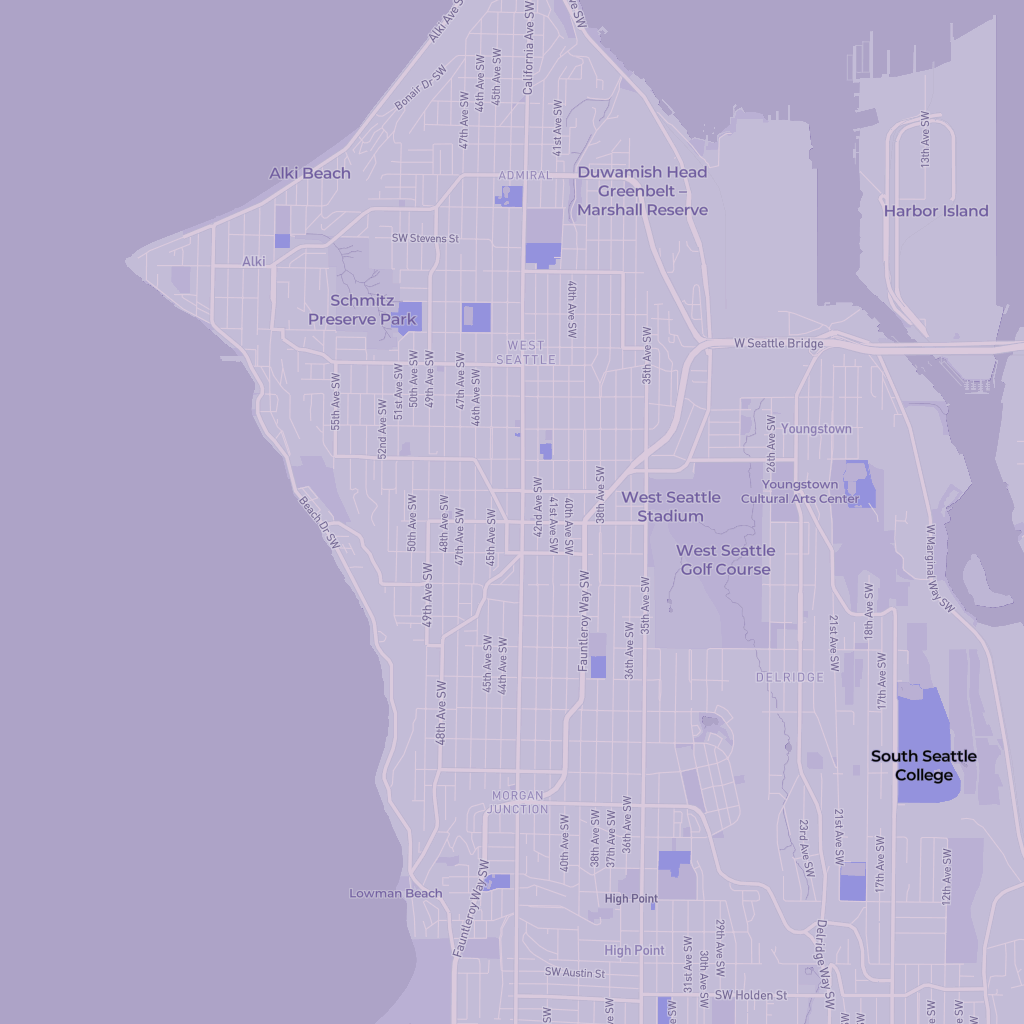 Alki Ave S
California Ave SW
ve SW
Bonair Dr SW
47th Ave SW
46th Ave SW
45th Ave SW
41st Ave SW
13th Ave SW
Alki Beach
ADMIRAL
Duwamish Head
Greenbelt –
Marshall Reserve
Harbor Island
SW Stevens St
Alki
Schmitz
Preserve Park
40th Ave SW
WEST
SEATTLE
35th Ave SW
W Seattle Bridge
55th Ave SW
52nd Ave SW
51st Ave SW
50th Ave SW
49th Ave SW
47th Ave SW
46th Ave SW
26th Ave SW
Youngstown
Youngstown
Cultural Arts Center
West Seattle
Stadium
Beach Dr SW
50th Ave SW
48th Ave SW
47th Ave SW
45th Ave SW
42nd Ave SW
41st Ave SW
40th Ave SW
38th Ave SW
West Seattle
Golf Course
W Marginal Way SW
49th Ave SW
Fauntleroy Way SW
35th Ave SW
36th Ave SW
21st Ave SW
18th Ave SW
17th Ave SW
45th Ave SW
44th Ave SW
48th Ave SW
DELRIDGE
South Seattle
College
MORGAN
JUNCTION
40th Ave SW
38th Ave SW
37th Ave SW
36th Ave SW
23rd Ave SW
21st Ave SW
17th Ave SW
12th Ave SW
Lowman Beach
Fauntleroy Way SW
High Point
High Point
SW Austin St
31st Ave SW
30th Ave SW
29th Ave SW
Delridge Way SW
SW Holden St
SW
ve SW
SW
SW
SW
SW
SW